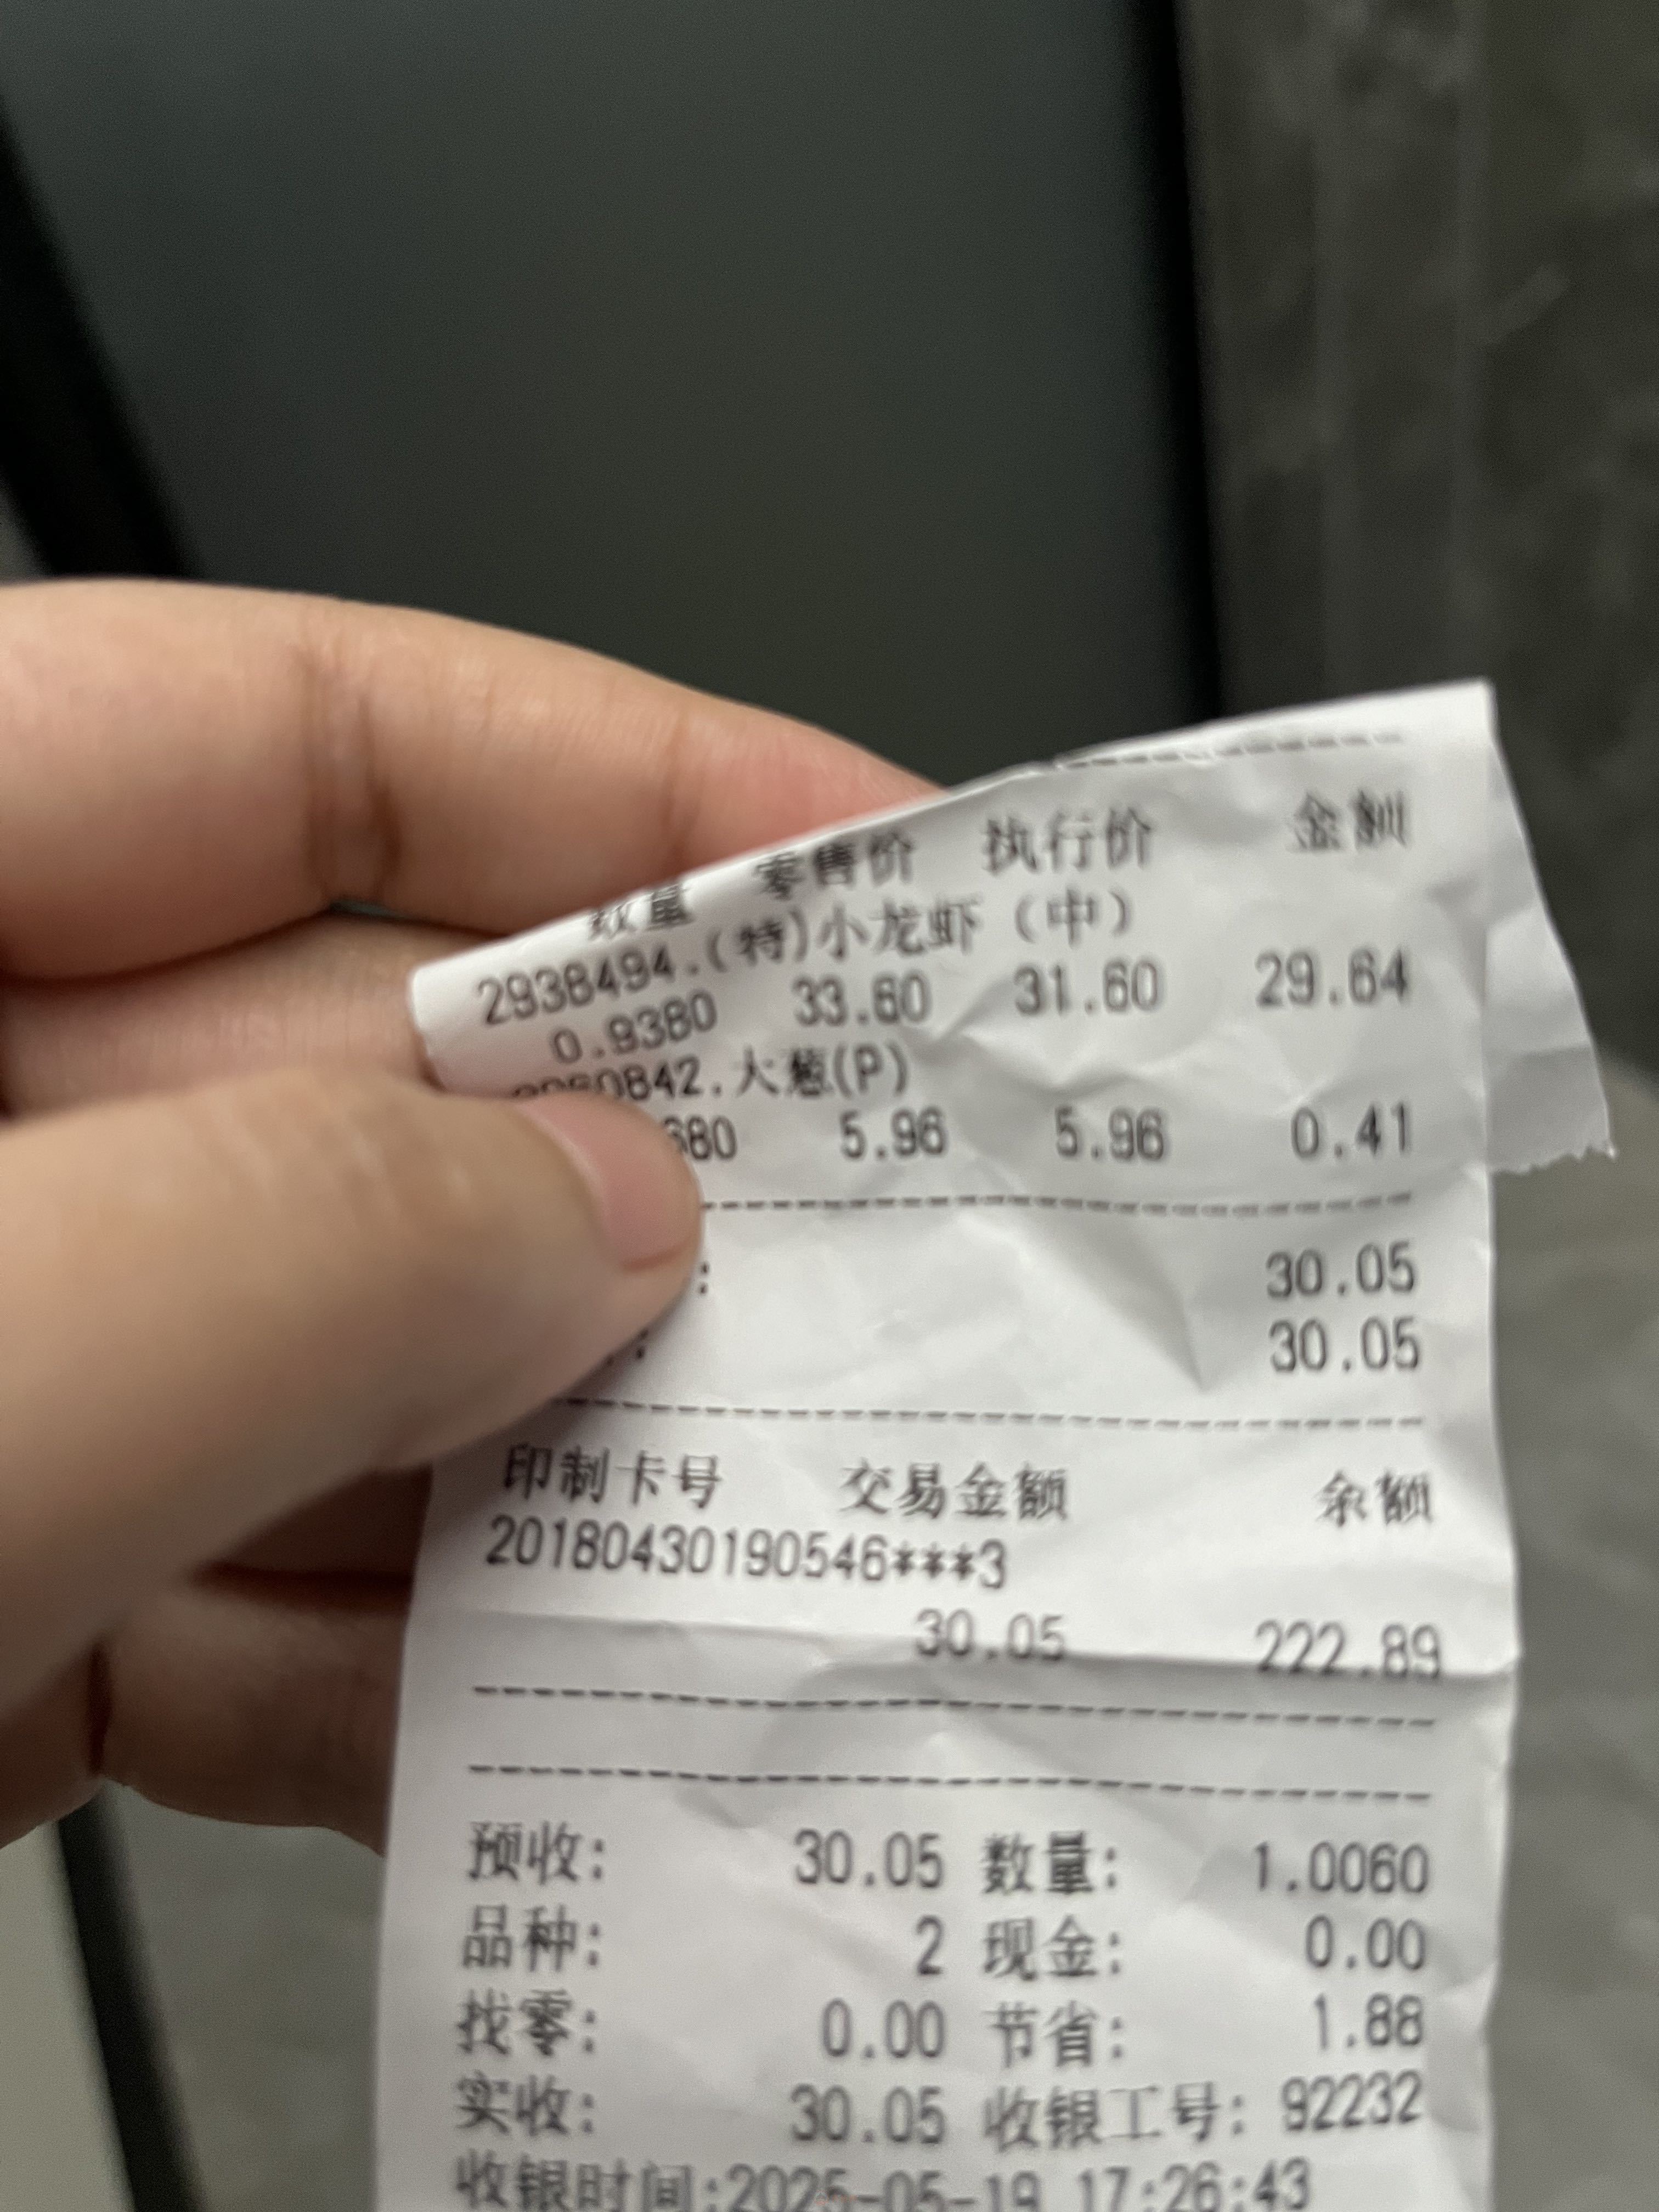 数量 零售价 执行价 金额
2938494.(特)小龙虾（中）
0.9380 33.60 31.60 29.64
0842.大葱(P)
680 5.96 5.96 0.41
: 30.05
: 30.05
印制卡号 交易金额 余额
20180430190546***3
30.05 222.89
预收: 30.05 数量: 1.0060
品种: 2 现金: 0.00
找零: 0.00 节省: 1.88
实收: 30.05 收银工号: 92232
收银时间:2025-05-19 17:26:43